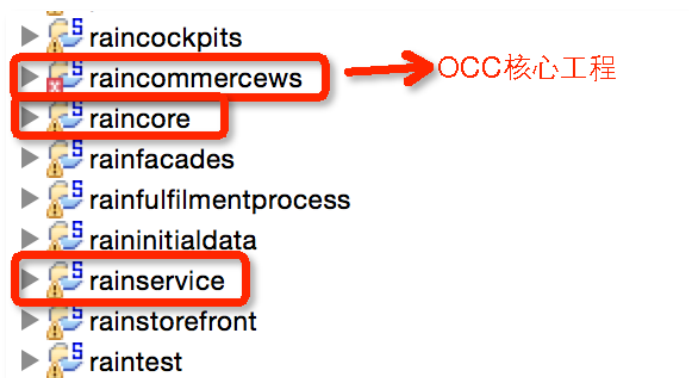 raincockpits
raincommercews
OCC核心工程
raincore
rainfacades
rainfulfilmentprocess
raininitialdata
rainservice
rainstorefront
raintest